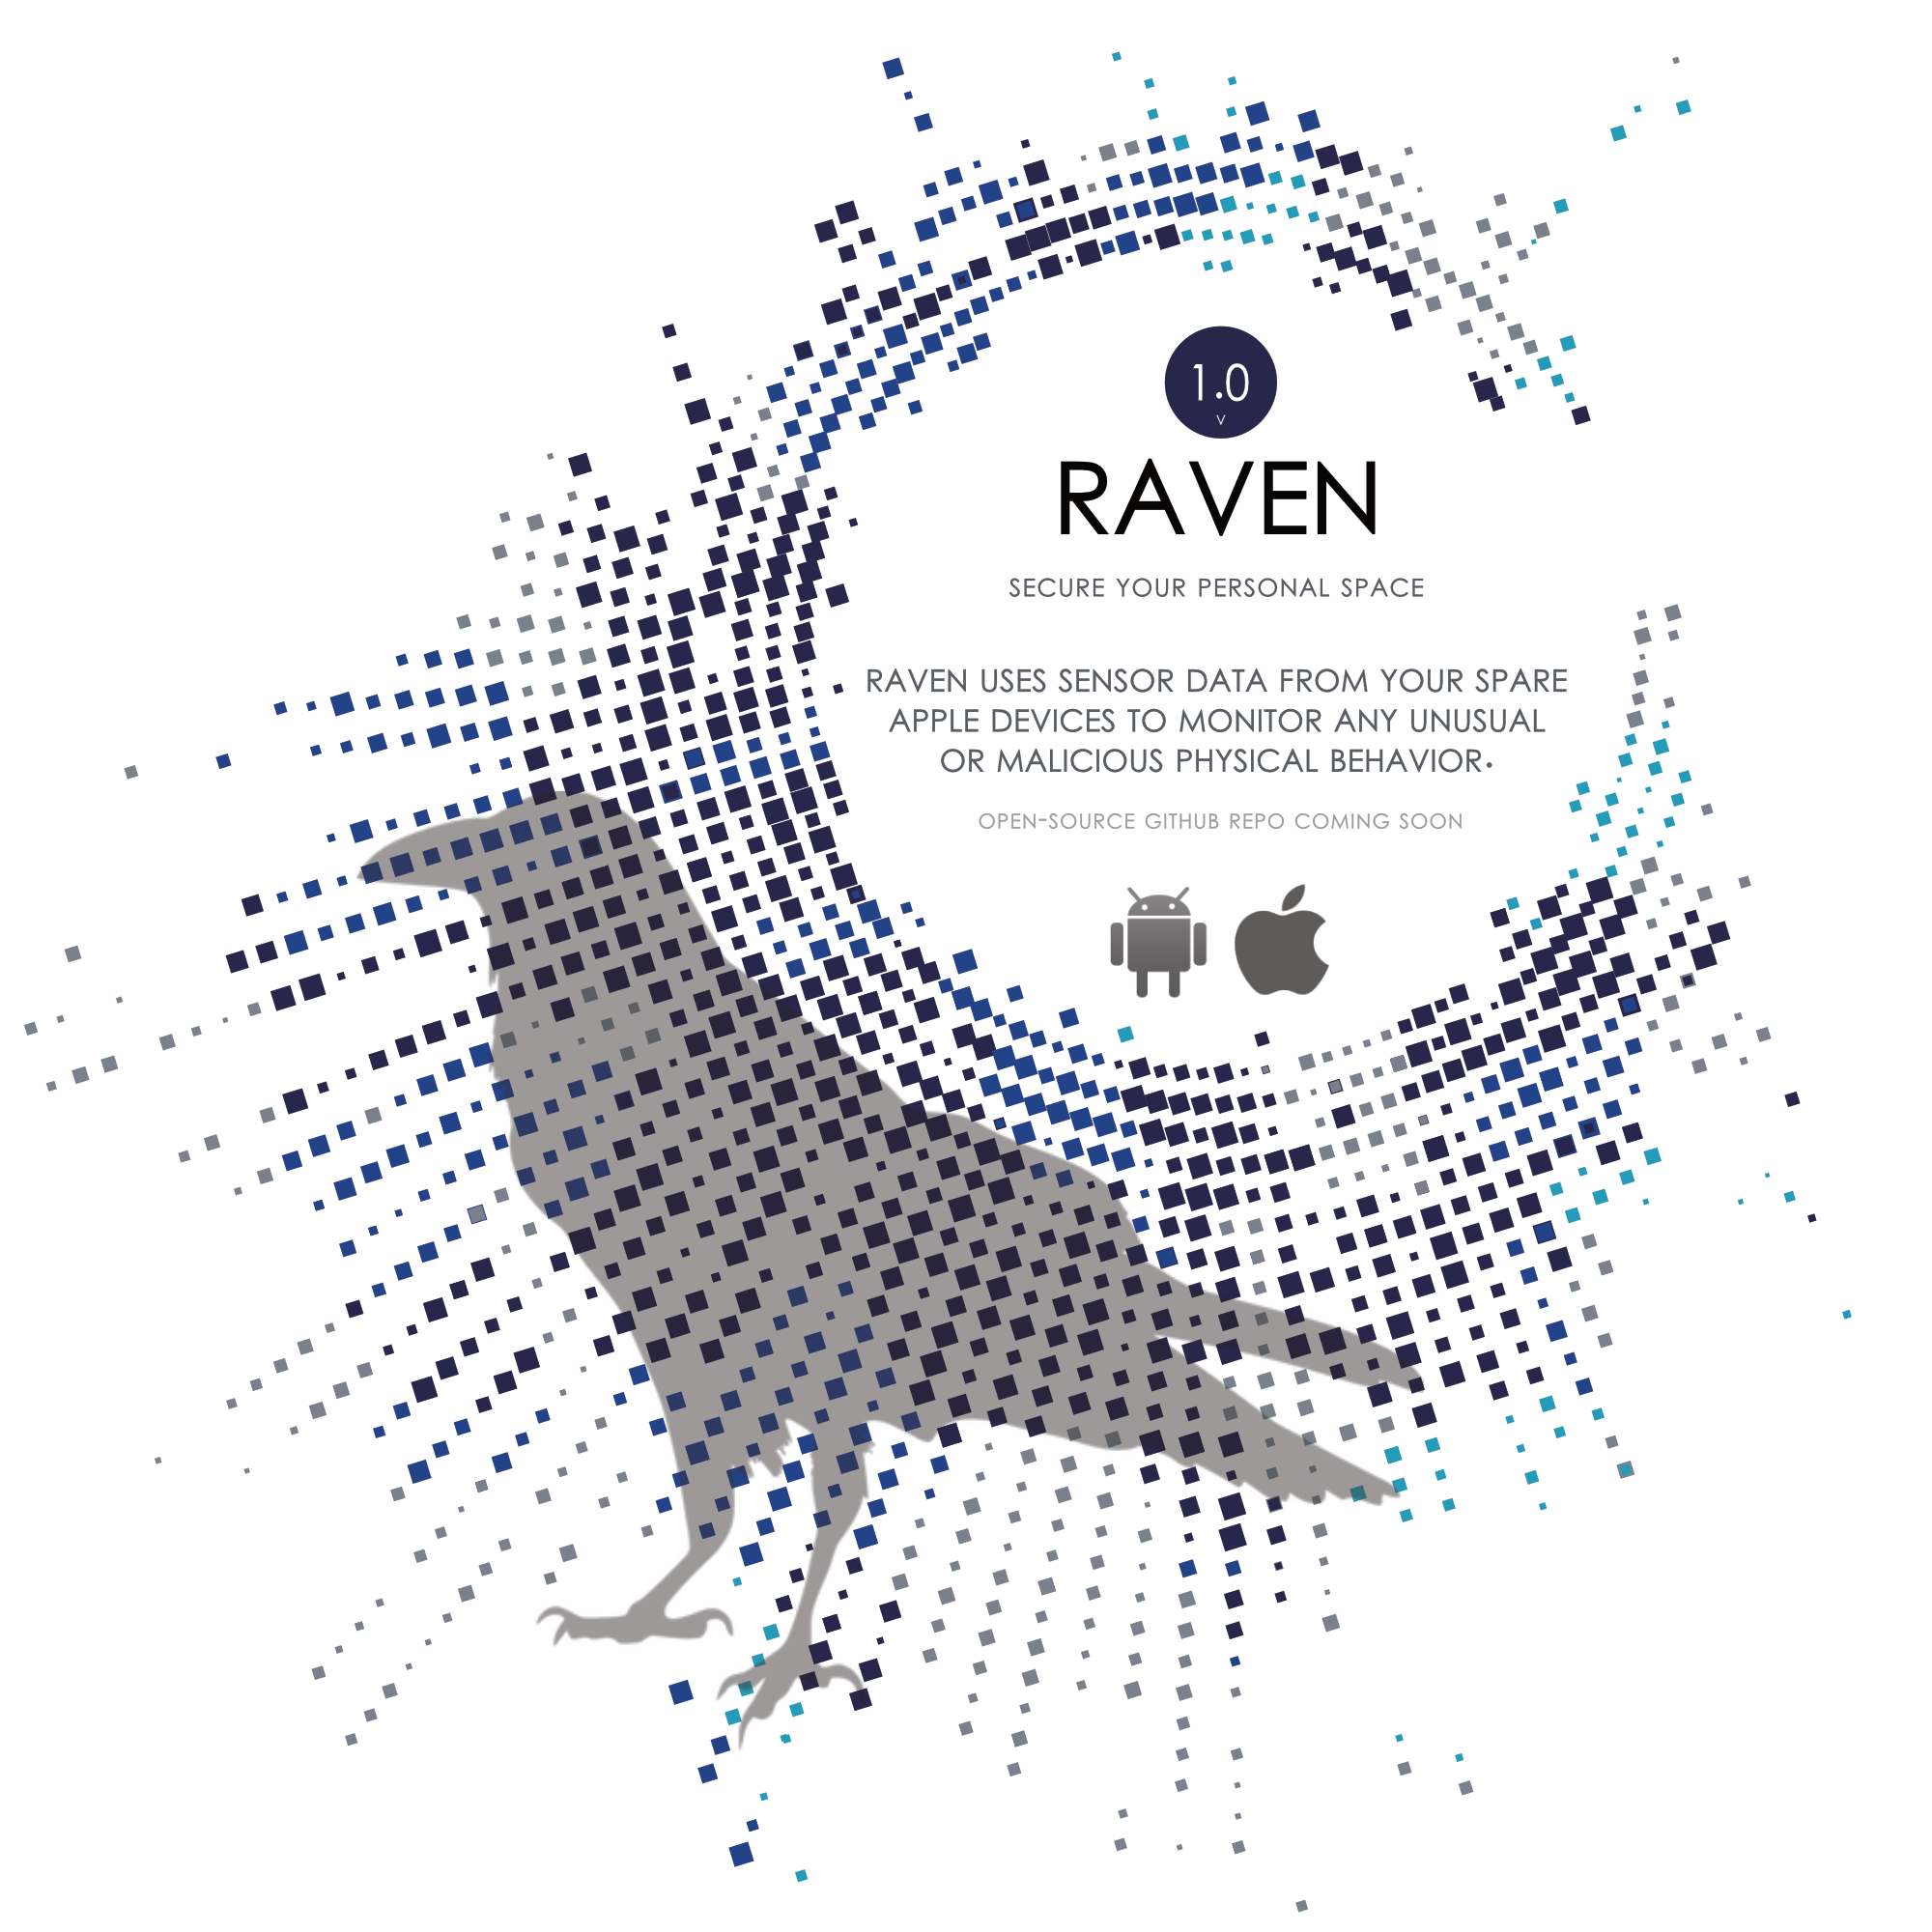 1.0
V
RAVEN
SECURE YOUR PERSONAL SPACE
RAVEN USES SENSOR DATA FROM YOUR SPARE
APPLE DEVICES TO MONITOR ANY UNUSUAL
OR MALICIOUS PHYSICAL BEHAVIOR.
OPEN-SOURCE GITHUB REPO COMING SOON